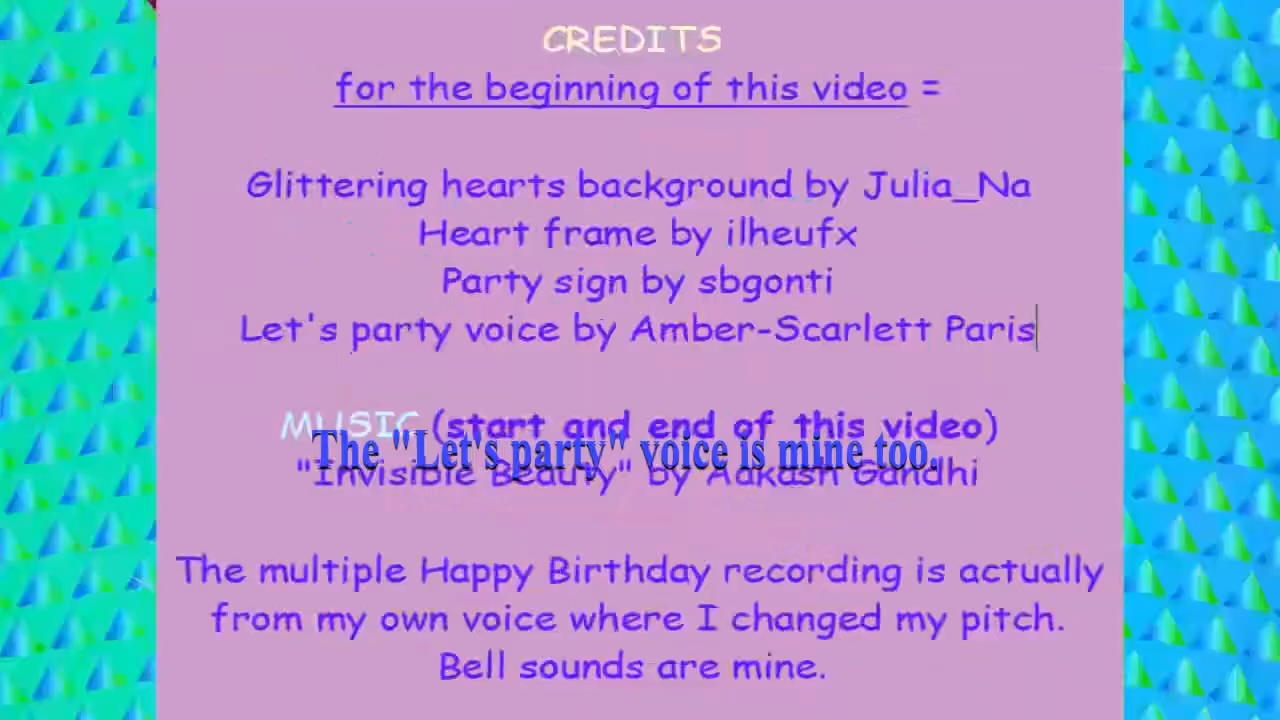 CREDITS
for the beginning of this video =
Glittering hearts background by Julia_Na
Heart frame by ilheufx
Party sign by sbgonti
Let's party voice by Amber-Scarlett Paris
MUSIC (start and end of this video)
The "Let's party" voice is mine too.
"Invisible Beauty" by Aakash Gandhi
The multiple Happy Birthday recording is actually
from my own voice where I changed my pitch.
Bell sounds are mine.